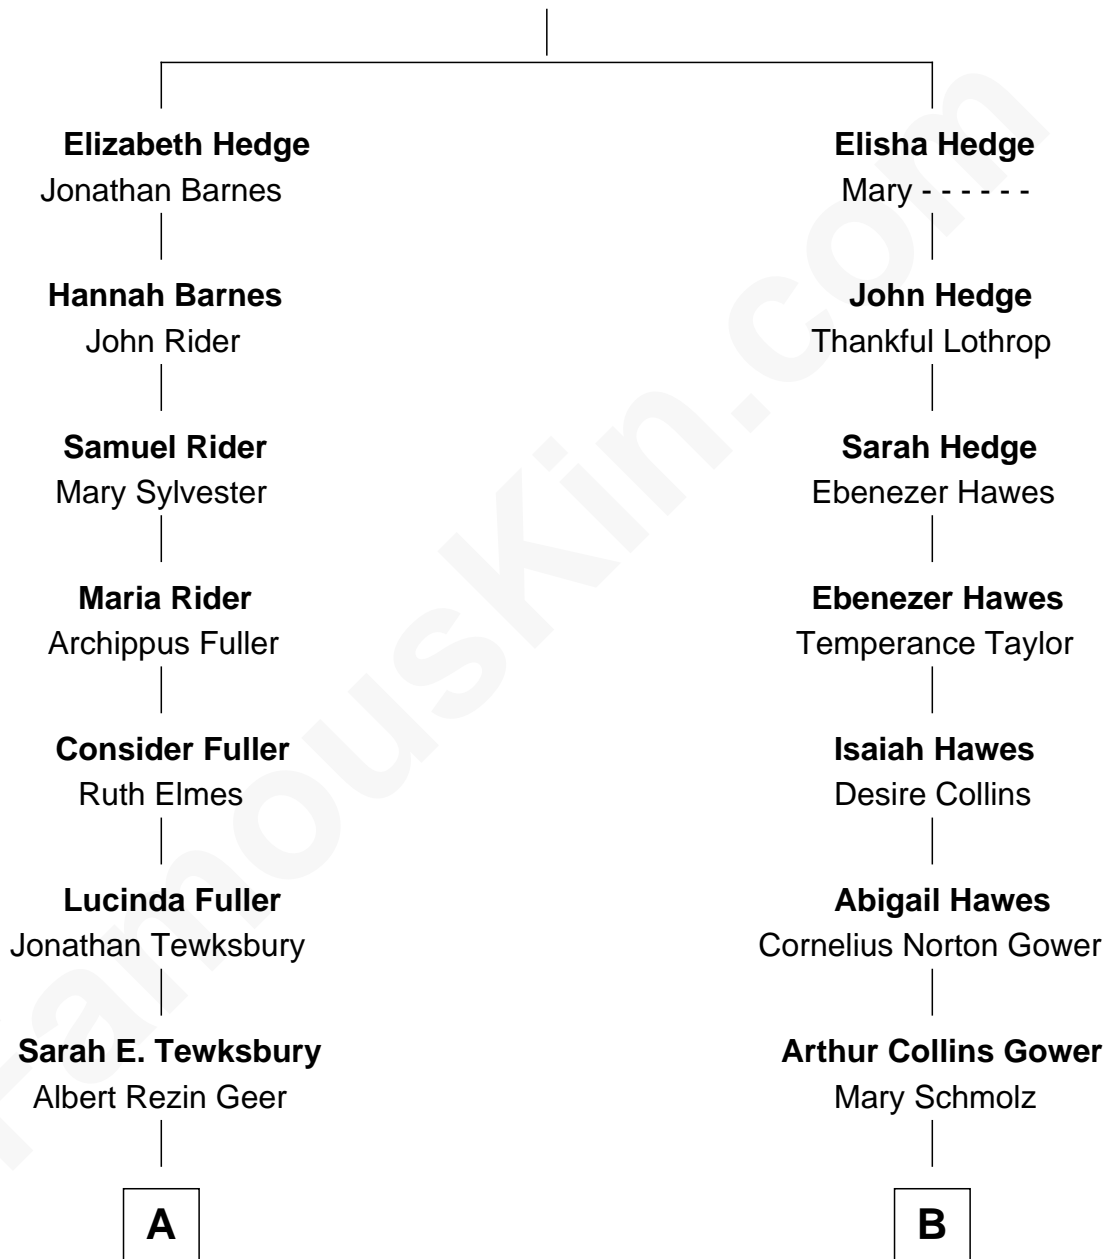 Elizabeth Hedge
Jonathan Barnes
Hannah Barnes
John Rider
Samuel Rider
Mary Sylvester
Maria Rider
Archippus Fuller
Consider Fuller
Ruth Elmes
Lucinda Fuller
Jonathan Tewksbury
Sarah E. Tewksbury
Albert Rezin Geer
A
Elisha Hedge
Mary - - - - - -
John Hedge
Thankful Lothrop
Sarah Hedge
Ebenezer Hawes
Ebenezer Hawes
Temperance Taylor
Isaiah Hawes
Desire Collins
Abigail Hawes
Cornelius Norton Gower
Arthur Collins Gower
Mary Schmolz
B
FamousKin.com